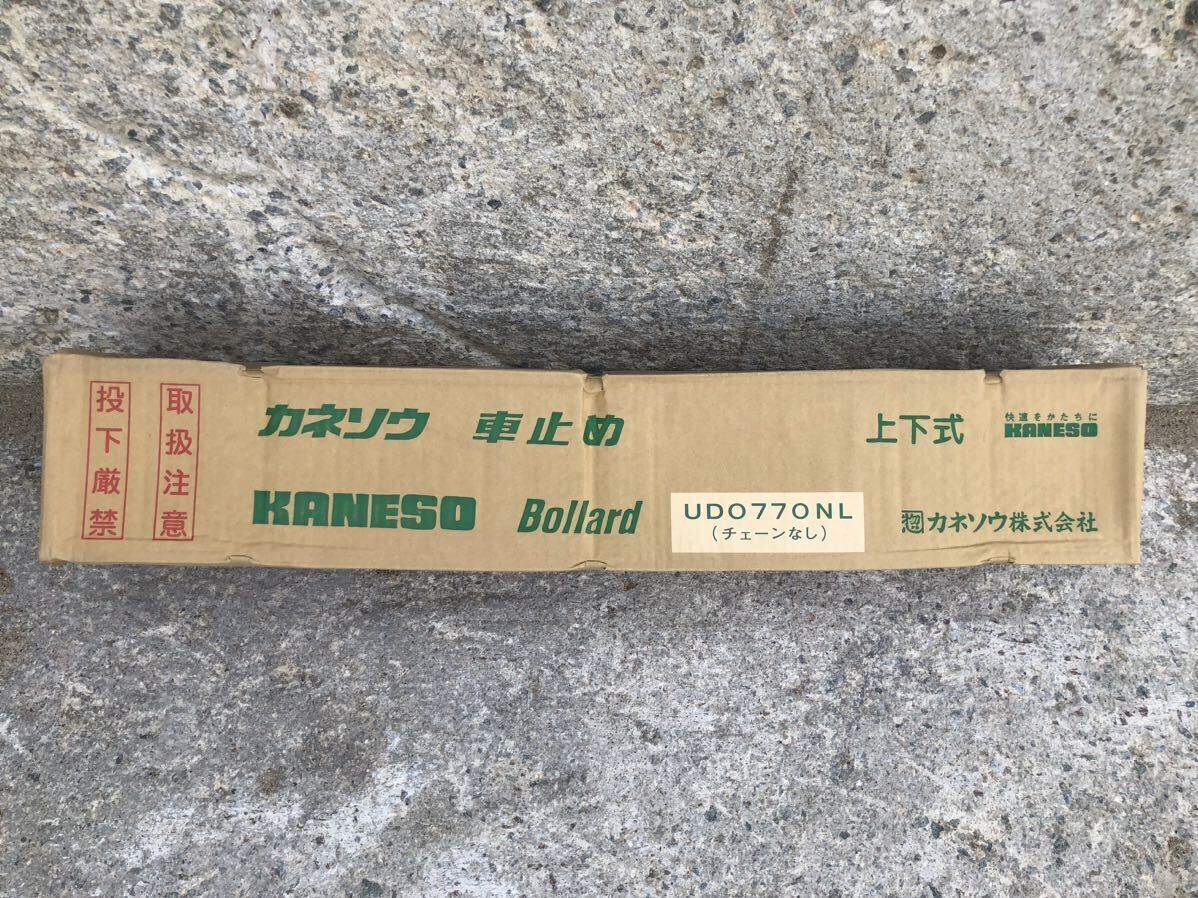 投下厳禁
取扱注意
カネソウ 車止め
KANESO Bollard
UD0770NL
(チェーンなし)
上下式
快適をかたちに
KANESO
カネソウ株式会社